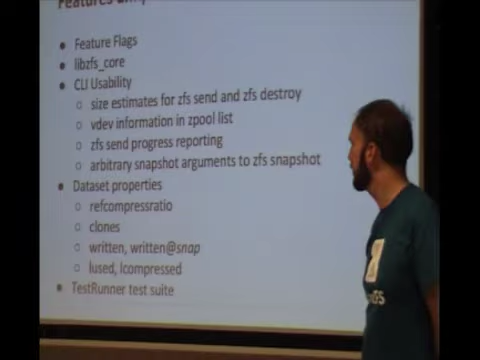 Features
• Feature Flags
• libzfs_core
• CLI Usability
○ size estimates for zfs send and zfs destroy
○ vdev information in zpool list
○ zfs send progress reporting
○ arbitrary snapshot arguments to zfs snapshot
• Dataset properties
○ refcompressratio
○ clones
○ written, written@snap
○ lused, lcompressed
• TestRunner test suite